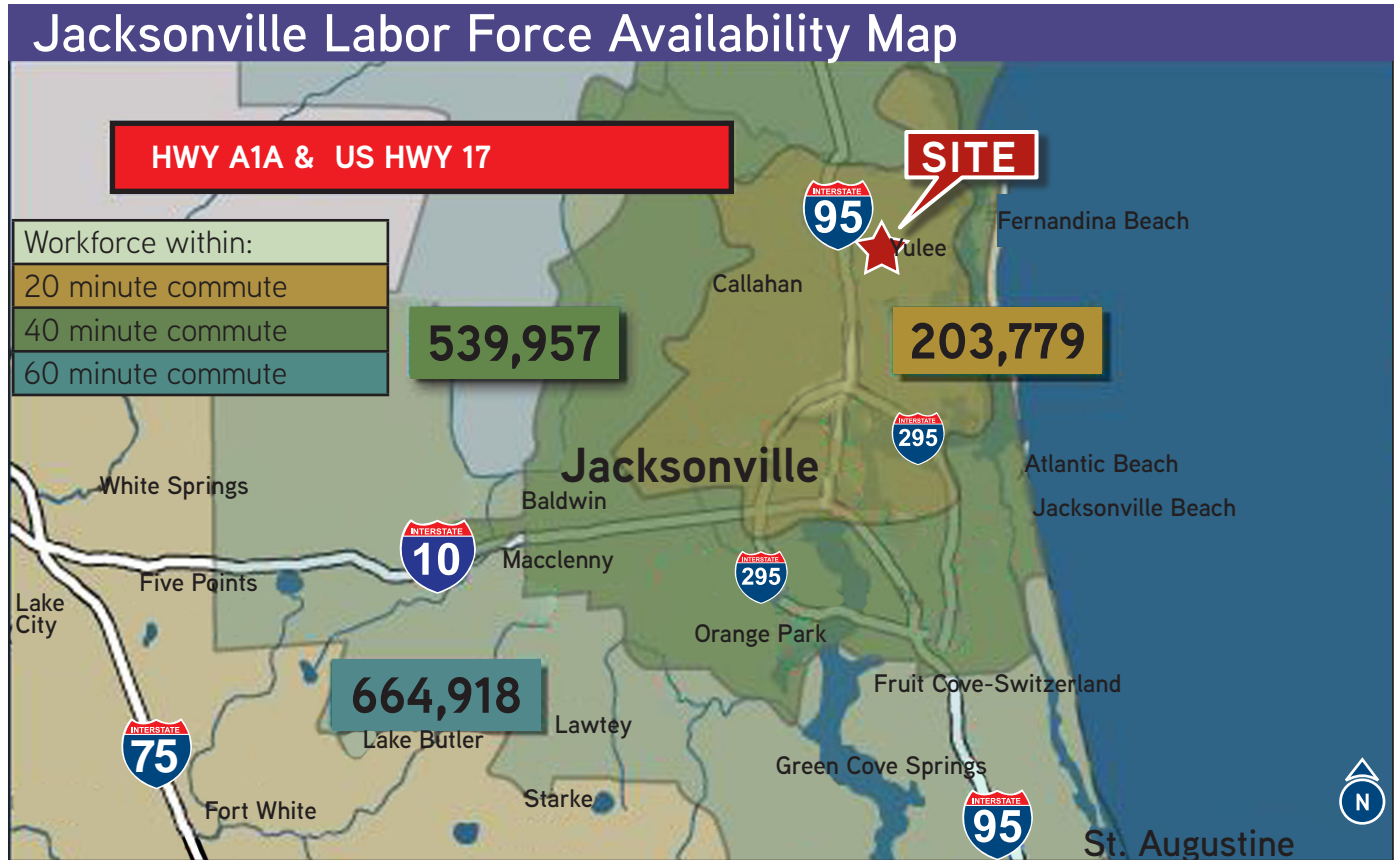 Jacksonville Labor Force Availability Map
HWY A1A & US HWY 17
SITE
INTERSTATE
95
Fernandina Beach
Yulee
Workforce within:
20 minute commute
40 minute commute
60 minute commute
Callahan
539,957
203,779
INTERSTATE
295
Jacksonville
Atlantic Beach
White Springs
Baldwin
Jacksonville Beach
INTERSTATE
10
Macclenny
INTERSTATE
295
Five Points
Lake
City
Orange Park
Fruit Cove-Switzerland
664,918
Lawtey
Lake Butler
INTERSTATE
75
Green Cove Springs
Starke
Fort White
INTERSTATE
95
N
St. Augustine